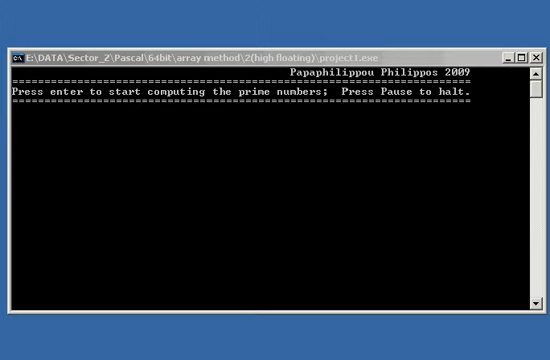 E:\DATA\Sector_2\Pascal\64bit\array method\2(high floating)\project1.exe
Papaphilippou Philippos 2009
Press enter to start computing the prime numbers;  Press Pause to halt.